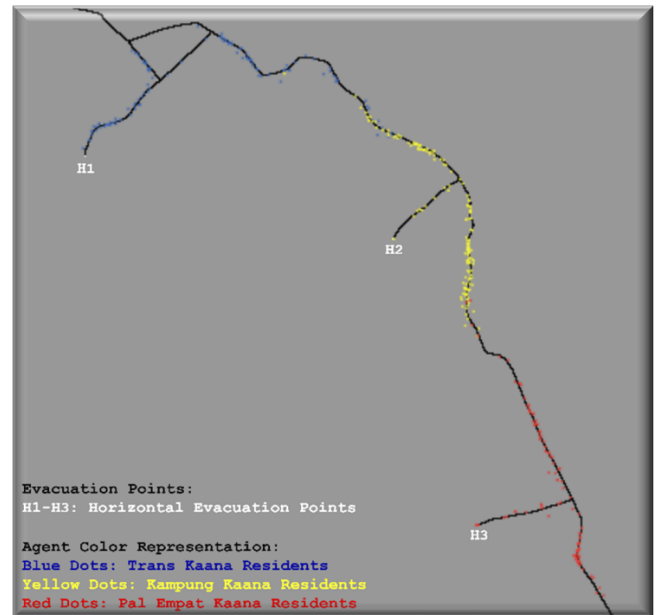 H1
H2
H3
Evacuation Points:
H1-H3: Horizontal Evacuation Points
Agent Color Representation:
Blue Dots: Trans Kaana Residents
Yellow Dots: Kampung Kaana Residents
Red Dots: Pal Empat Kaana Residents